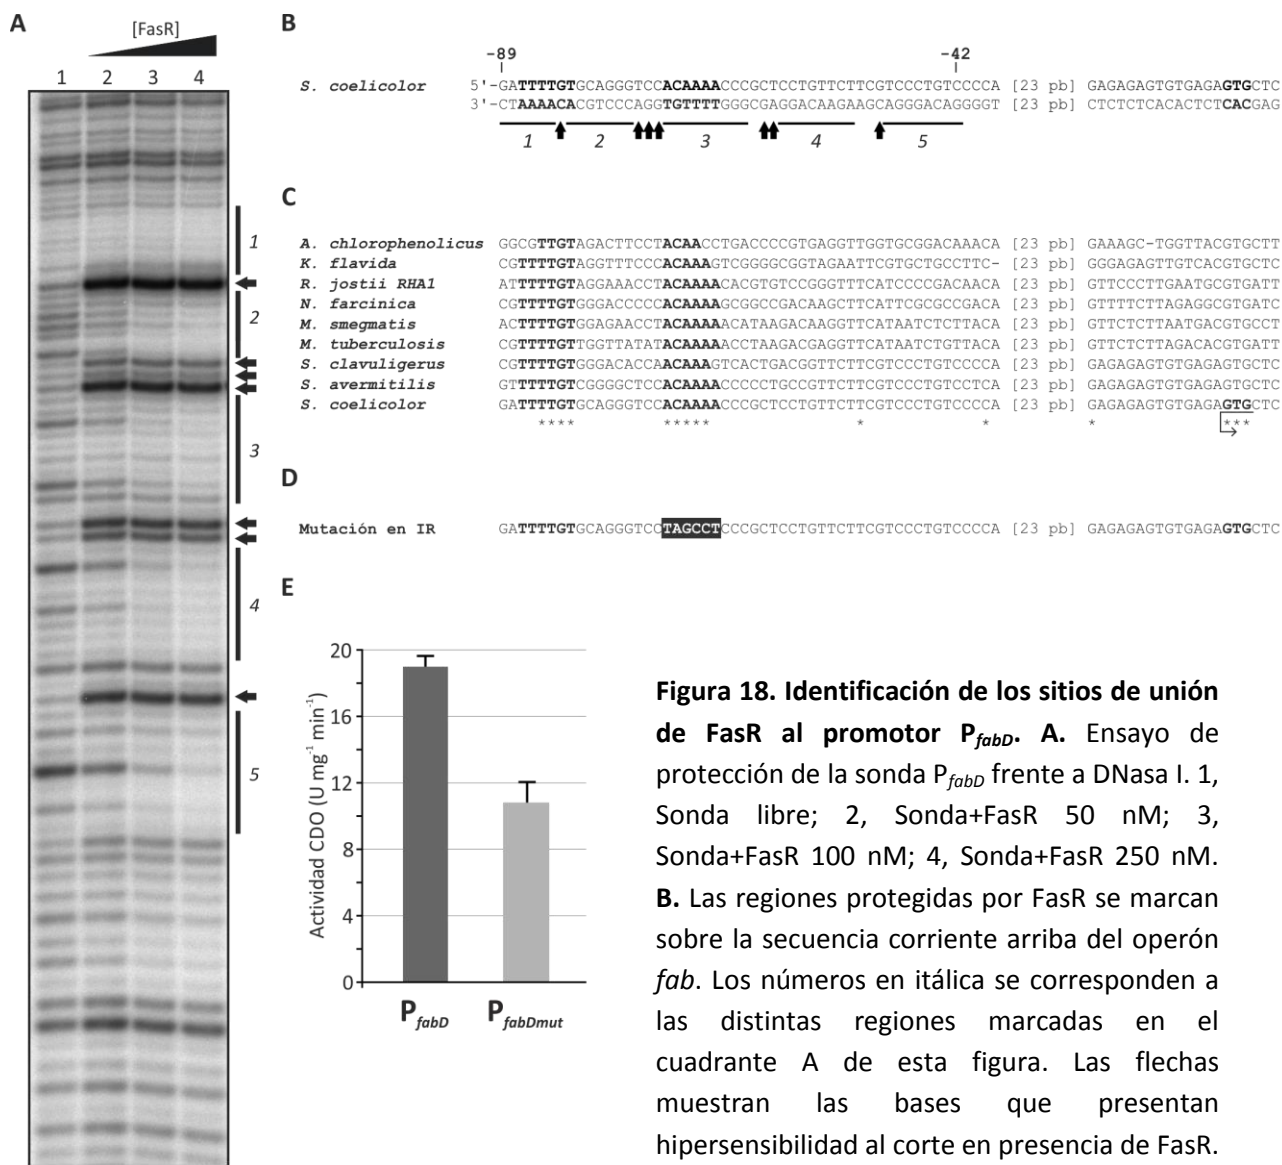 A
[FasR]
1 2 3 4
1
2
3
4
5
B
-89 -42
S. coelicolor 5'-GATTTTGTGCAGGGTCCACAAAACCCGCTCCTGTTCTTCGTCCCTGTCCCCA [23 pb] GAGAGAGTGTGAGAGTGCTC
3'-CTAAAACACGTCCCAGGTGTTTTGGGCGAGGACAAGAAGCAGGGACAGGGGT [23 pb] CTCTCTCACACTCTCACGAG
1 2 3 4 5
C
A. chlorophenolicus GGCGTTGTAGACTTCCTACAACCTGACCCCGTGAGGTTGGTGCGGACAAACA [23 pb] GAAAGC-TGGTTACGTGCTT
K. flavida CGTTTTGTAGGTTTCCCACAAAGTCGGGGCGGTAGAATTCGTGCTGCCTTC- [23 pb] GGGAGAGTTGTCACGTGCTC
R. jostii RHA1 ATTTTTGTAGGAAACCTACAAAACACGTGTCCGGGTTTCATCCCCGACAACA [23 pb] GTTCCCTTGAATGCGTGATT
N. farcinica CGTTTTGTGGGACCCCCACAAAACGGCGACAAGCTTCATTCGCGCCGACCA [23 pb] GTTTTCTTAGAGGCGTGATC
M. smegmatis ACTTTTGTGGAGAACCTACAAAAACATAAGACAAGGTTCATAATCTCTTACA [23 pb] GTTCTCTTAATGACGTGCCT
M. tuberculosis CGTTTTGTTGGTTATATACAAAACCTAAGACGAGGTTCATAATCTGTTACA [23 pb] GTTCTCTTAGACACGTGATT
S. clavuligerus CGTTTTGTGGGACACCAACAAAGTCACTGACGGTTCTTCGTCCCTGTCCCCA [23 pb] GAGAGAGTGTGAGAGTGCTC
S. avermitilis GTTTTTGTCGGGGCTCCACAAAACCCCCTGCCGTTCTTCGTCCCTGTCCTCA [23 pb] GAGAGAGTGTGAGAGTGCTC
S. coelicolor GATTTTGTGCAGGGTCCACAAAACCCGCTCCTGTTCTTCGTCCCTGTCCCCA [23 pb] GAGAGAGTGTGAGAGTGCTC
**** ***** * * * ***
D
Mutación en IR GATTTTGTGCAGGGTCCTAGCCTCCCGCTCCTGTTCTTCGTCCCTGTCCCCA [23 pb] GAGAGAGTGTGAGAGTGCTC
E
Actividad CDO (U mg-1 min-1)
20
16
12
8
4
0
PfabD PfabDmut
Figura 18. Identificación de los sitios de unión
de FasR al promotor PfabD. A. Ensayo de
protección de la sonda PfabD frente a DNasa I. 1,
Sonda libre; 2, Sonda+FasR 50 nM; 3,
Sonda+FasR 100 nM; 4, Sonda+FasR 250 nM.
B. Las regiones protegidas por FasR se marcan
sobre la secuencia corriente arriba del operón
fab. Los números en itálica se corresponden a
las distintas regiones marcadas en el
cuadrante A de esta figura. Las flechas
muestran las bases que presentan
hipersensibilidad al corte en presencia de FasR.